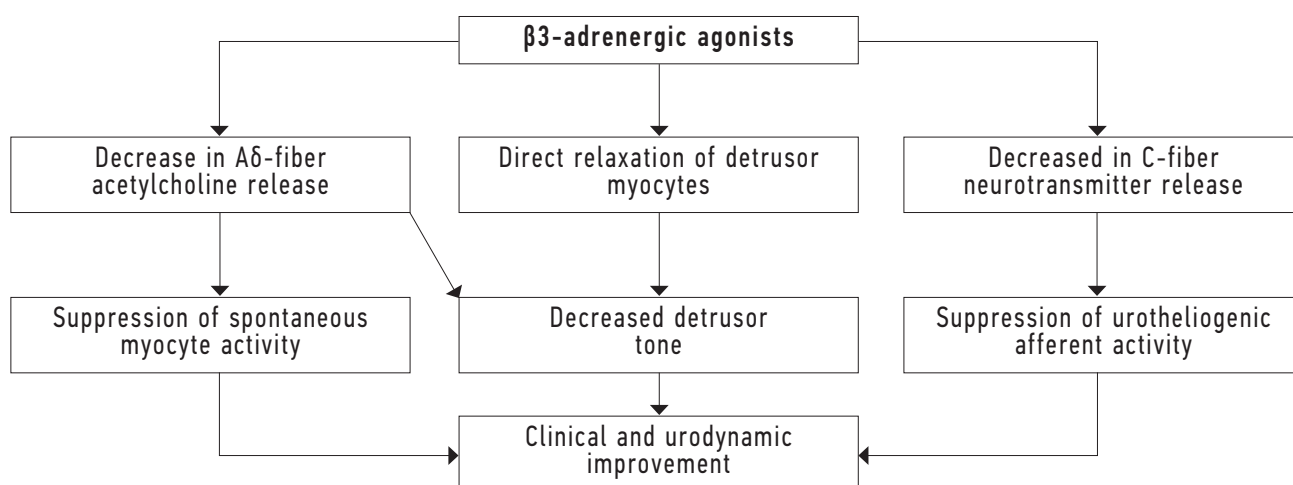 β3-adrenergic agonists
Decrease in Aδ-fiber
acetylcholine release
Direct relaxation of detrusor
myocytes
Decreased in C-fiber
neurotransmitter release
Suppression of spontaneous
myocyte activity
Decreased detrusor
tone
Suppression of urotheliogenic
afferent activity
Clinical and urodynamic
improvement